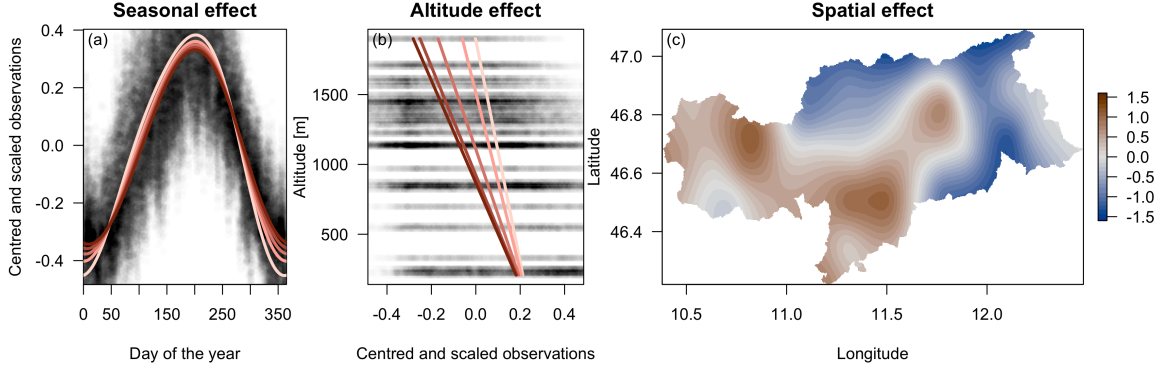 Seasonal effect
(a)
Centred and scaled observations
0.4
0.2
0.0
-0.2
-0.4
0 50 150 250 350
Day of the year
Altitude effect
(b)
Altitude [m]
1500
1000
500
-0.4 -0.2 0.0 0.2 0.4
Centred and scaled observations
Spatial effect
(c)
Latitude
47.0
46.8
46.6
46.4
10.5 11.0 11.5 12.0
Longitude
1.5
1.0
0.5
0.0
-0.5
-1.0
-1.5